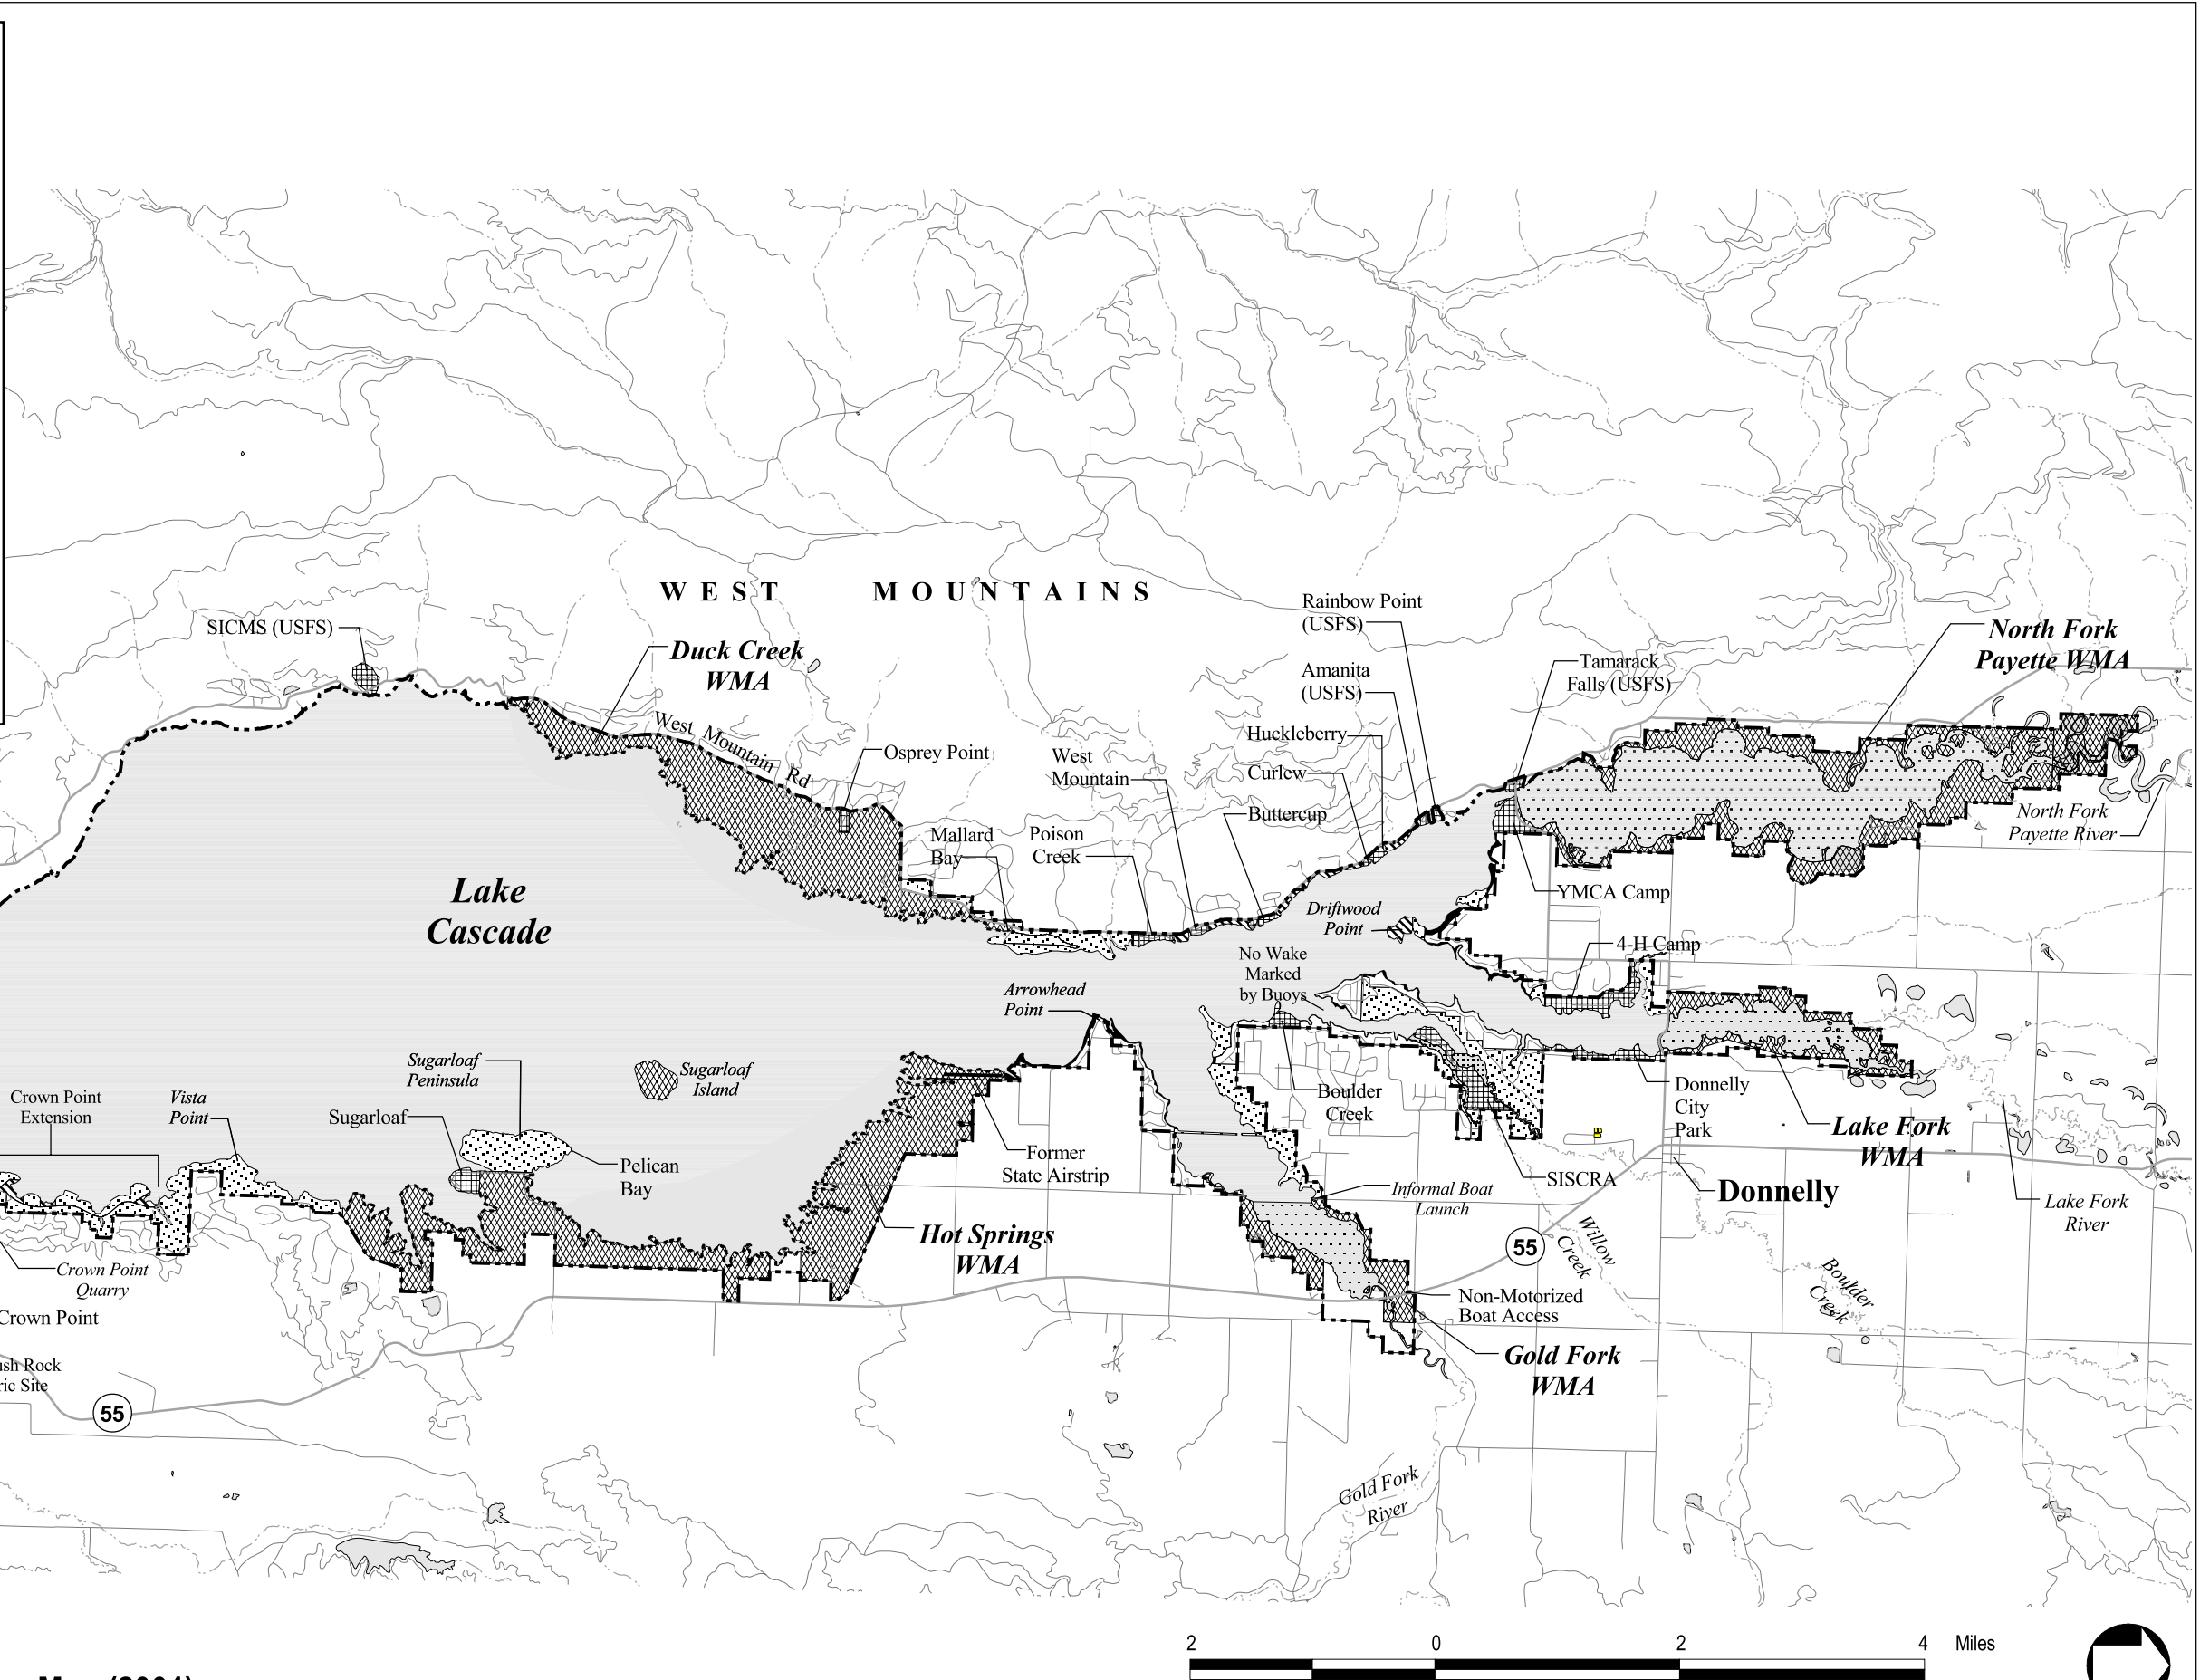 WEST MOUNTAINS
Rainbow Point
(USFS)
SICMS (USFS)
North Fork
Payette WMA
Duck Creek
WMA
Tamarack
Falls (USFS)
Amanita
(USFS)
West Mountain Rd
Huckleberry
Osprey Point
West
Mountain
Curlew
Buttercup
North Fork
Payette River
Mallard
Bay
Poison
Creek
Lake
Cascade
YMCA Camp
Driftwood
Point
4-H Camp
No Wake
Marked
by Buoys
Arrowhead
Point
Sugarloaf
Peninsula
Sugarloaf
Island
Crown Point
Extension
Vista
Point
Sugarloaf
Boulder
Creek
Donnelly
City
Park
Lake Fork
WMA
Pelican
Bay
Former
State Airstrip
SISCRA
Informal Boat
Launch
Donnelly
Lake Fork
River
Hot Springs
WMA
55
Willow
Creek
Boulder
Creek
Crown Point
Quarry
Crown Point
Non-Motorized
Boat Access
Gold Fork
WMA
ush Rock
ric Site
55
Gold Fork
River
2 0 2 4 Miles